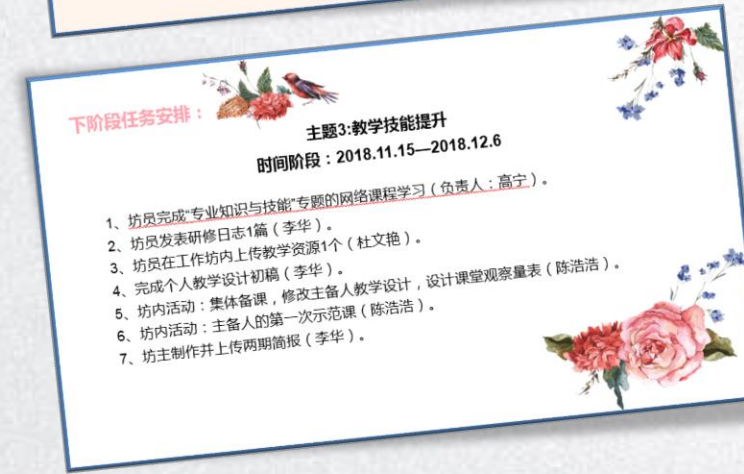 下阶段任务安排：
主题3:教学技能提升
时间阶段：2018.11.15—2018.12.6
1、坊员完成“专业知识与技能”专题的网络课程学习（负责人：高宁）。
2、坊员发表研修日志1篇（李华）。
3、坊员在工作坊内上传教学资源1个（杜文艳）。
4、完成个人教学设计初稿（李华）。
5、坊内活动：集体备课，修改主备人教学设计，设计课堂观察量表（陈浩浩）。
6、坊内活动：主备人的第一次示范课（陈浩浩）。
7、坊主制作并上传两期简报（李华）。